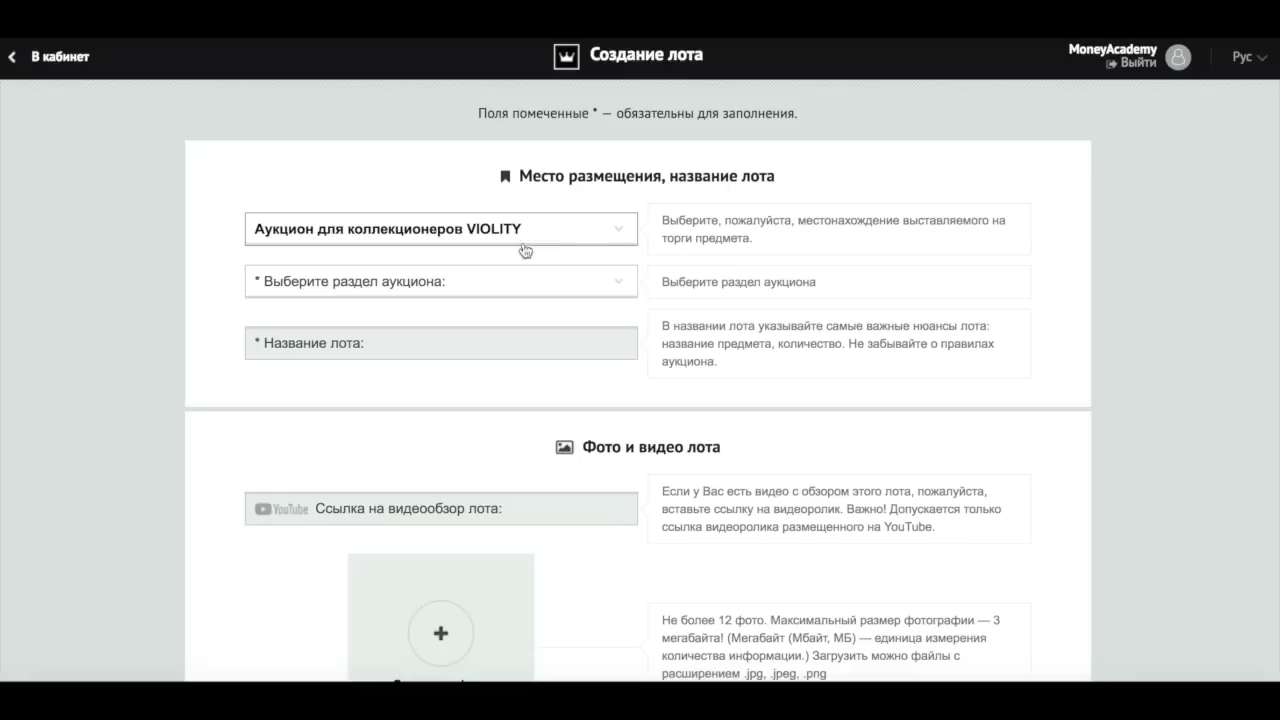 В кабинет
Создание лота
MoneyAcademy
Выйти
Рус
Поля помеченные * — обязательны для заполнения.
Место размещения, название лота
Аукцион для коллекционеров VIOLITY
Выберите, пожалуйста, местонахождение выставляемого на
торги предмета.
* Выберите раздел аукциона:
Выберите раздел аукциона
* Название лота:
В названии лота указывайте самые важные нюансы лота:
название предмета, количество. Не забывайте о правилах
аукциона.
Фото и видео лота
YouTube Ссылка на видеообзор лота:
Если у Вас есть видео с обзором этого лота, пожалуйста,
вставьте ссылку на видеоролик. Важно! Допускается только
ссылка видеоролика размещенного на YouTube.
Не более 12 фото. Максимальный размер фотографии — 3
мегабайта! (Мегабайт (Мбайт, МБ) — единица измерения
количества информации.) Загрузить можно файлы с
расширением .jpg, .jpeg, .png